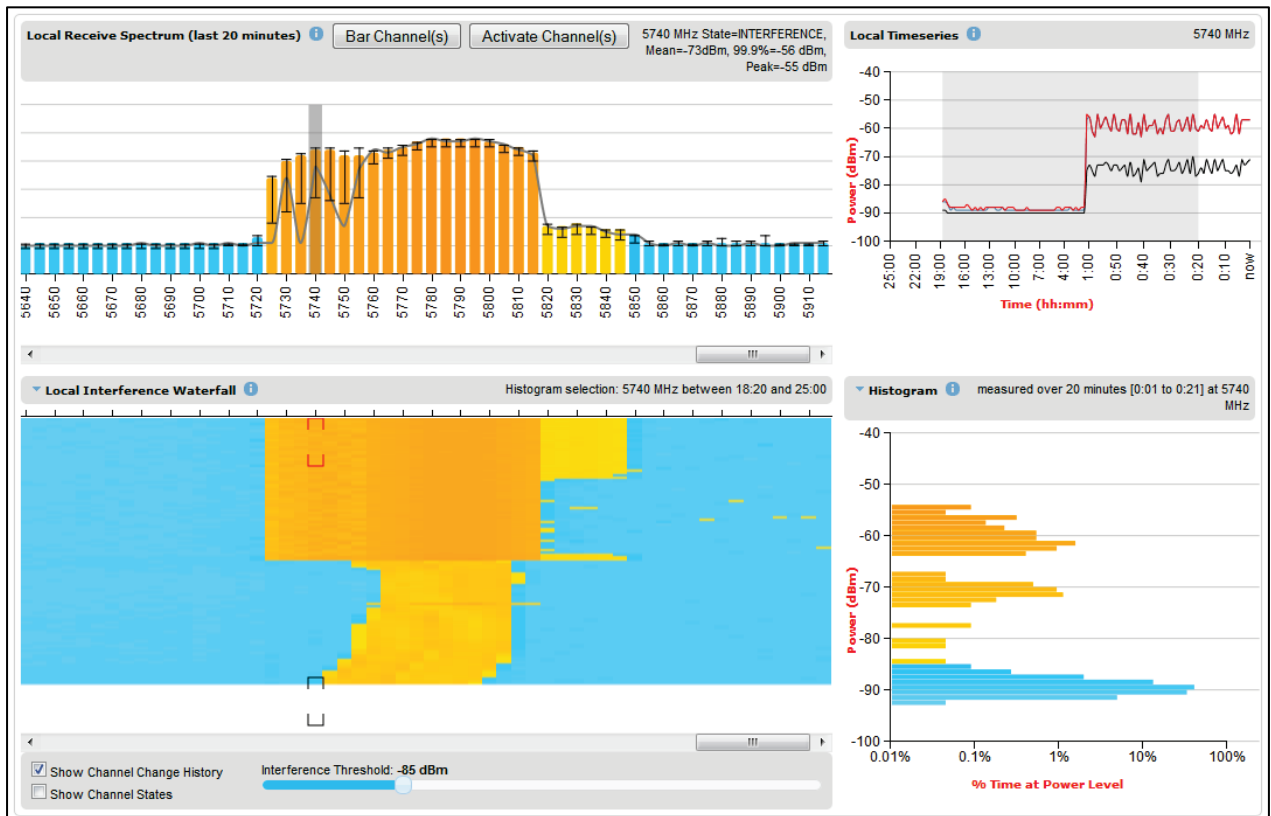 Local Receive Spectrum (last 20 minutes)
Bar Channel(s)
Activate Channel(s)
5740 MHz State=INTERFERENCE,
Mean=-73dBm, 99.9%=-56 dBm,
Peak=-55 dBm
5640
5650
5660
5670
5680
5690
5700
5710
5720
5730
5740
5750
5760
5770
5780
5790
5800
5810
5820
5830
5840
5850
5860
5870
5880
5890
5900
5910
Local Timeseries
5740 MHz
-40
-50
-60
-70
-80
-90
-100
Power (dBm)
25:00
22:00
19:00
16:00
13:00
10:00
7:00
4:00
1:00
0:50
0:40
0:30
0:20
0:10
now
Time (hh:mm)
Local Interference Waterfall
Histogram selection: 5740 MHz between 18:20 and 25:00
Show Channel Change History
Show Channel States
Interference Threshold: -85 dBm
Histogram
measured over 20 minutes [0:01 to 0:21] at 5740
MHz
-40
-50
-60
-70
-80
-90
-100
Power (dBm)
0.01%
0.1%
1%
10%
100%
% Time at Power Level